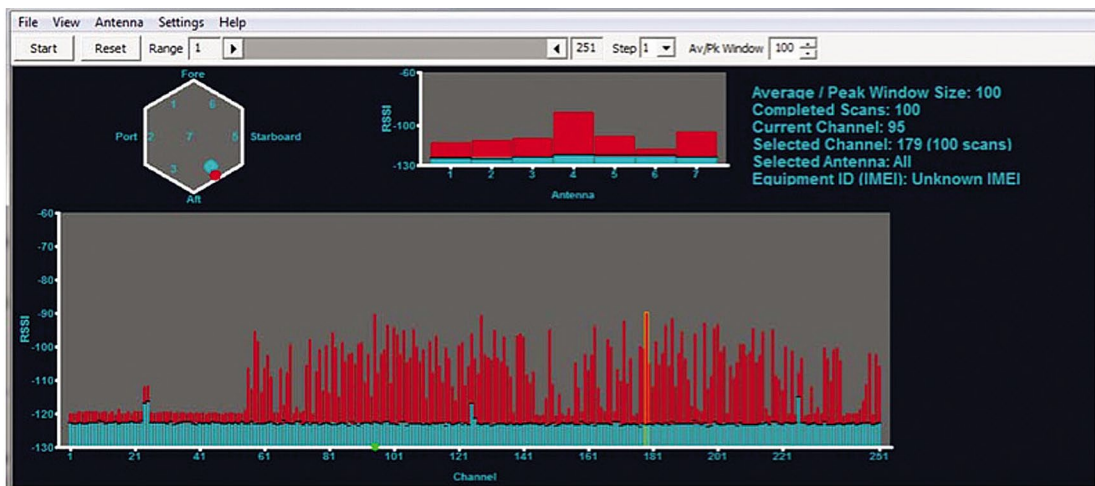 File View Antenna Settings Help
Start Reset Range 1 251 Step 1 Av/Pk Window 100
Fore
1 6
Port 2 7 5 Starboard
3
Aft
-60
-100
-130
RSSI
1 2 3 4 5 6 7
Antenna
Average / Peak Window Size: 100
Completed Scans: 100
Current Channel: 95
Selected Channel: 179 (100 scans)
Selected Antenna: All
Equipment ID (IMEI): Unknown IMEI
-60
-70
-80
-90
-100
-110
-120
-130
RSSI
1 21 41 61 81 101 121 141 161 181 201 221 251
Channel